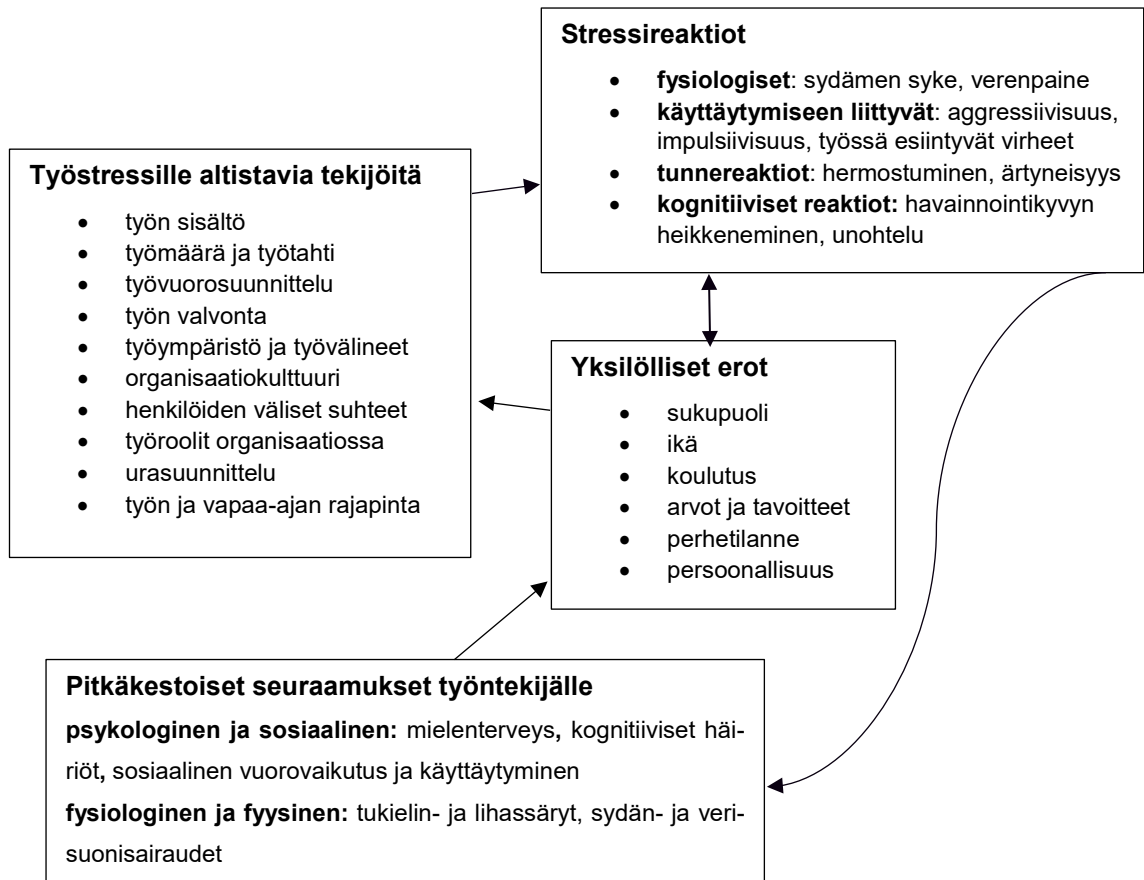 Stressireaktiot
• fysiologiset: sydämen syke, verenpaine
• käyttäytymiseen liittyvät: aggressiivisuus,
impulsiivisuus, työssä esiintyvät virheet
• tunnereaktiot: hermostuminen, ärtyneisyys
• kognitiiviset reaktiot: havainnointikyvyn
heikkeneminen, unohtelu
Työstressille altistavia tekijöitä
• työn sisältö
• työmäärä ja työtahti
• työvuorosuunnittelu
• työn valvonta
• työympäristö ja työvälineet
• organisaatiokulttuuri
• henkilöiden väliset suhteet
• työroolit organisaatiossa
• urasuunnittelu
• työn ja vapaa-ajan rajapinta
Yksilölliset erot
• sukupuoli
• ikä
• koulutus
• arvot ja tavoitteet
• perhetilanne
• persoonallisuus
Pitkäkestoiset seuraamukset työntekijälle
psykologinen ja sosiaalinen: mielenterveys, kognitiiviset häi-
riöt, sosiaalinen vuorovaikutus ja käyttäytyminen
fysiologinen ja fyysinen: tukielin- ja lihassäryt, sydän- ja veri-
suonisairaudet